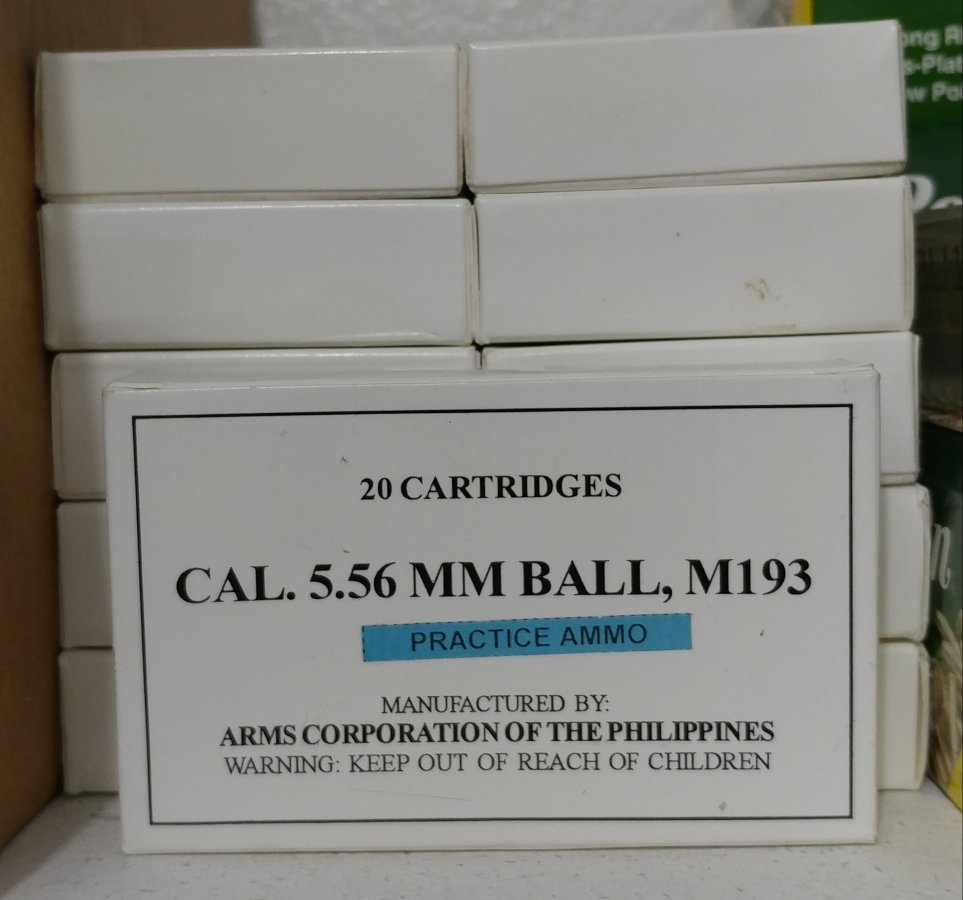 20 CARTRIDGES
CAL. 5.56 MM BALL, M193
PRACTICE AMMO
MANUFACTURED BY:
ARMS CORPORATION OF THE PHILIPPINES
WARNING: KEEP OUT OF REACH OF CHILDREN